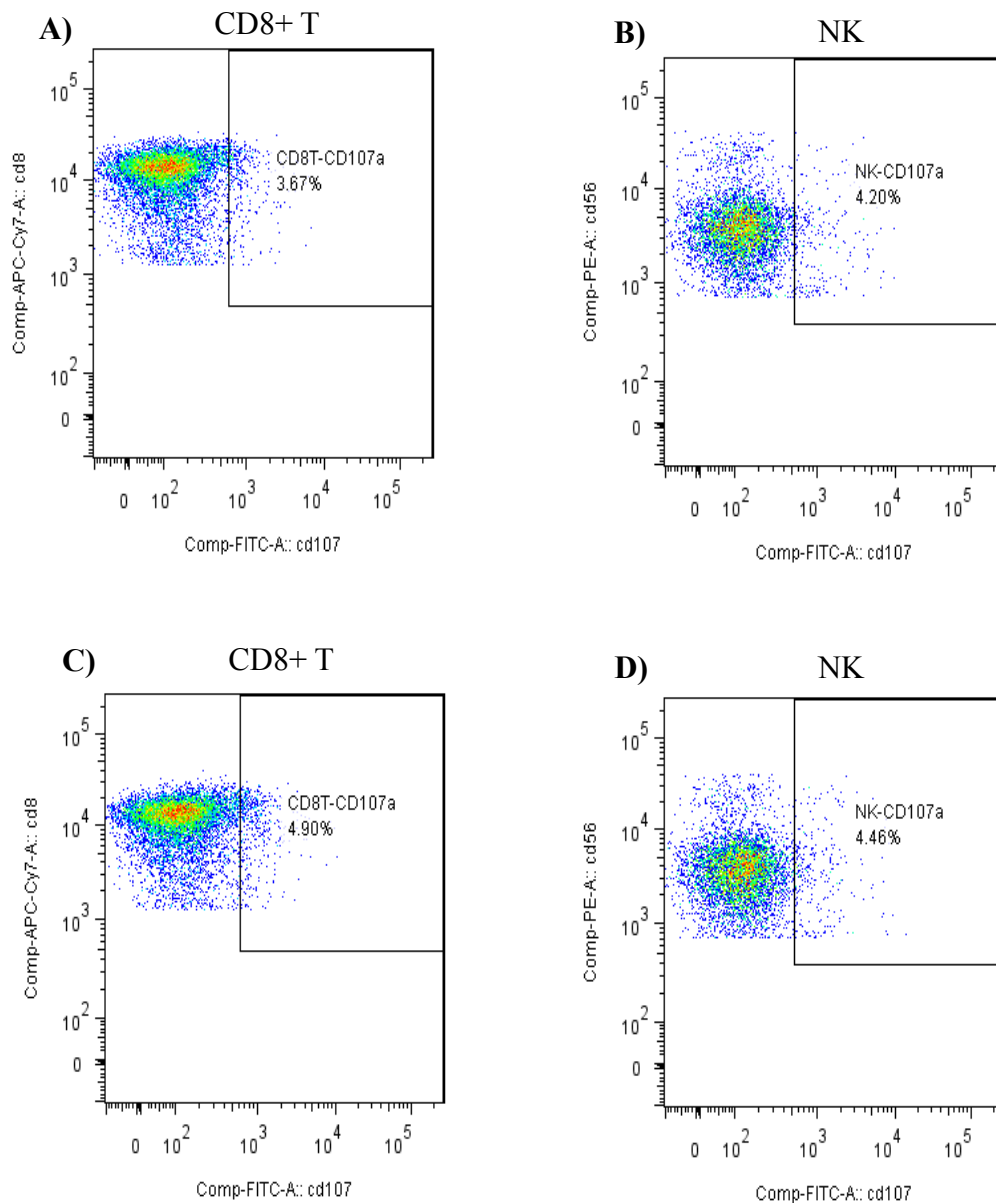 A) CD8+ T
10^5
10^4
10^3
10^2
0
CD8T-CD107a
3.67%
Comp-APC-Cy7-A:: cd8
0 10^2 10^3 10^4 10^5
Comp-FITC-A:: cd107
B) NK
10^5
10^4
10^3
10^2
0
NK-CD107a
4.20%
Comp-PE-A:: cd56
0 10^2 10^3 10^4 10^5
Comp-FITC-A:: cd107
C) CD8+ T
10^5
10^4
10^3
10^2
0
CD8T-CD107a
4.90%
Comp-APC-Cy7-A:: cd8
0 10^2 10^3 10^4 10^5
Comp-FITC-A:: cd107
D) NK
10^5
10^4
10^3
10^2
0
NK-CD107a
4.46%
Comp-PE-A:: cd56
0 10^2 10^3 10^4 10^5
Comp-FITC-A:: cd107